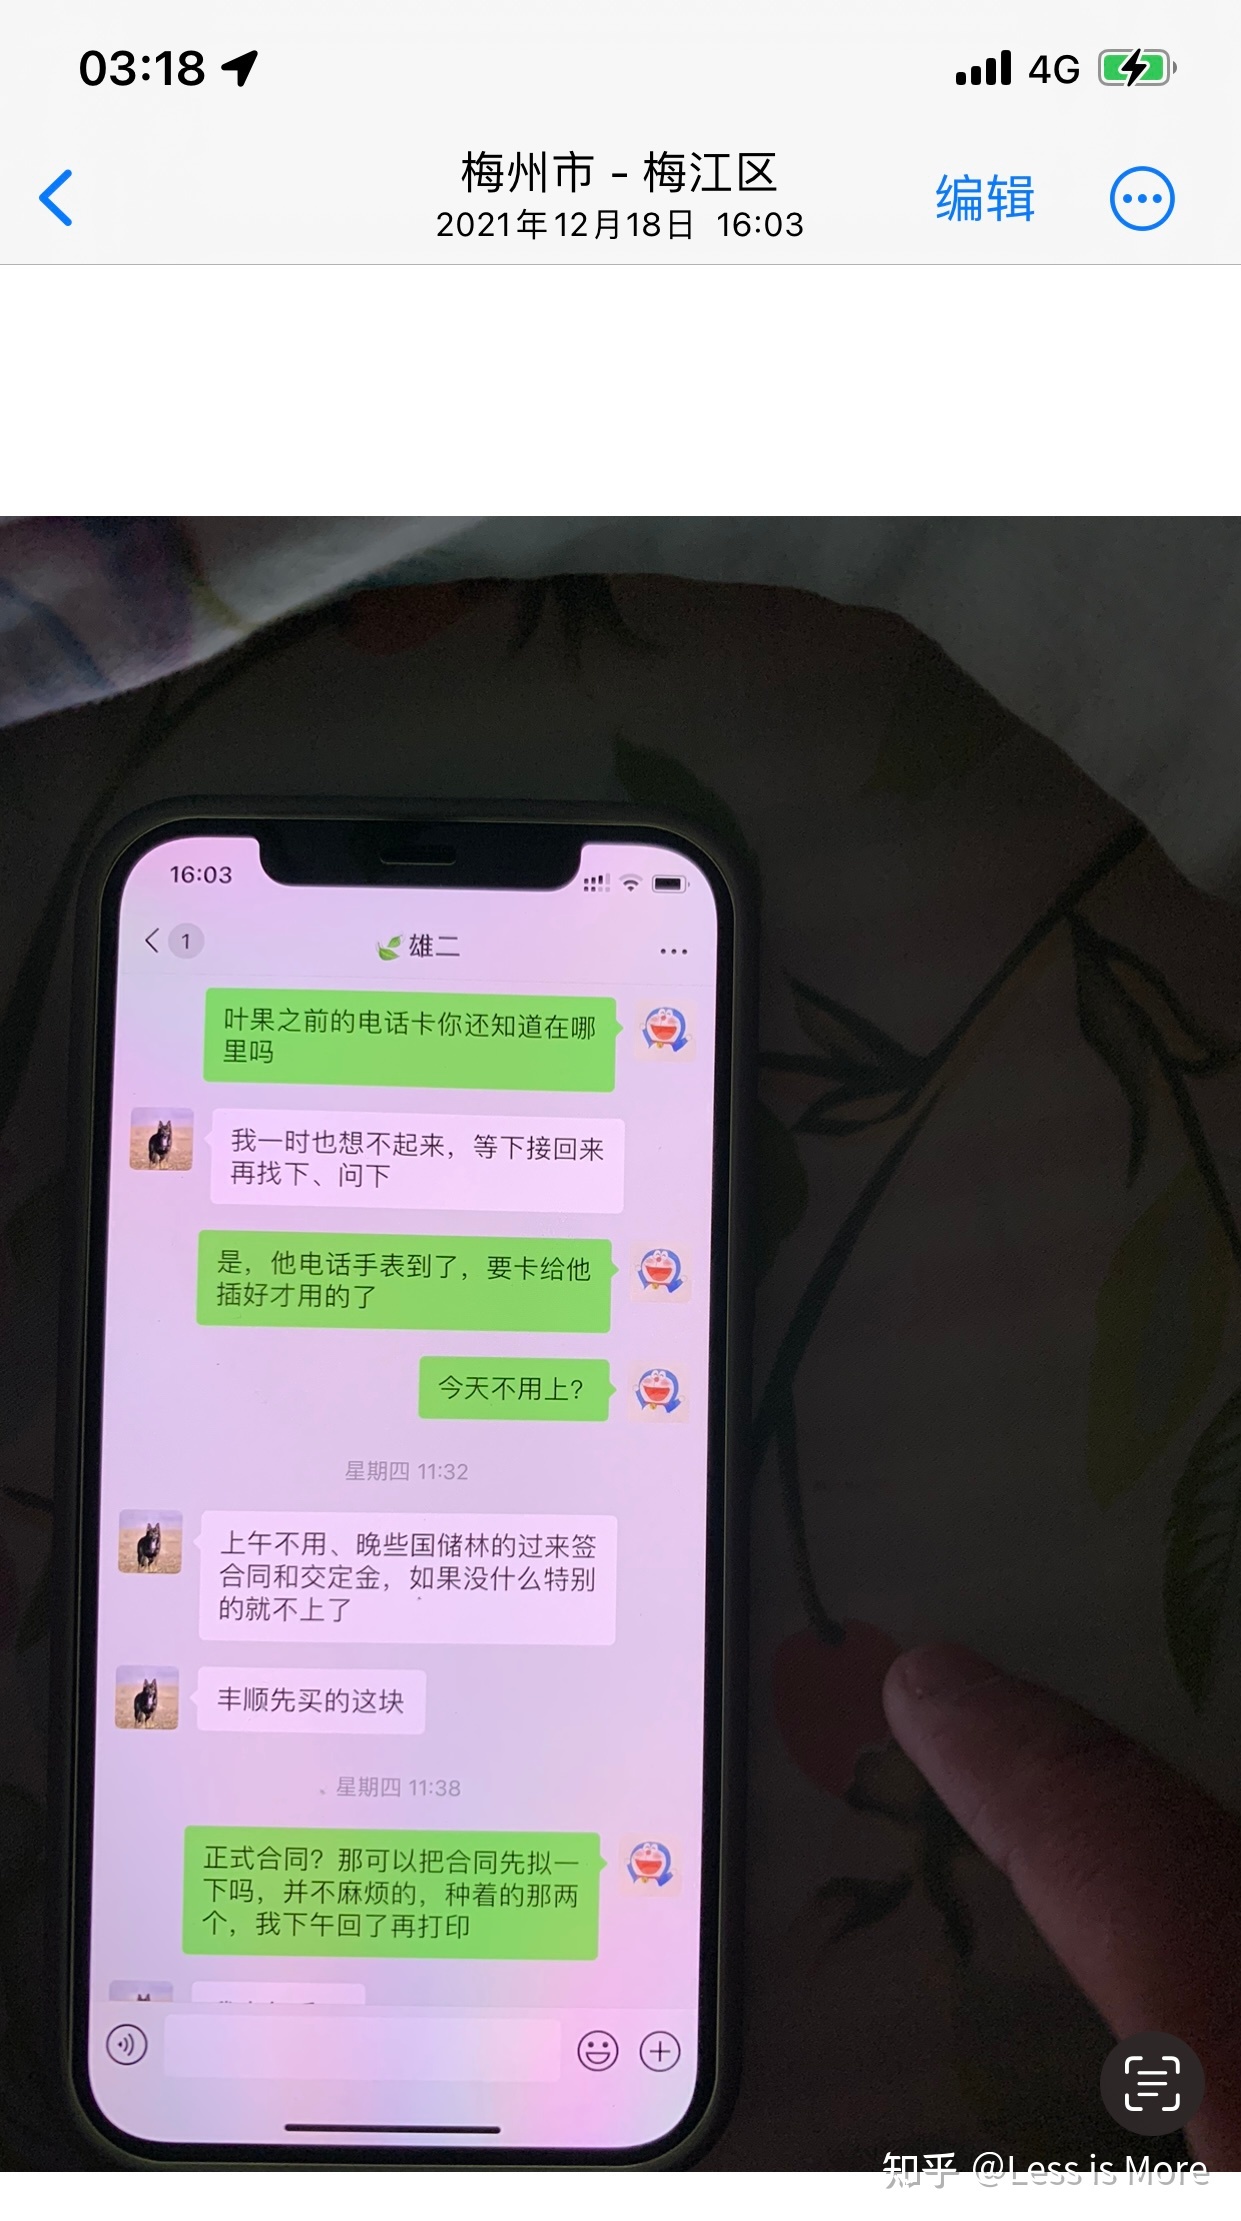 03:18
4G
梅州市 - 梅江区
2021年12月18日 16:03
编辑
16:03
1
雄二
叶果之前的电话卡你还知道在哪
里吗
我一时也想不起来，等下接回来
再找下、问下
是，他电话手表到了，要卡给他
插好才用的了
今天不用上？
星期四 11:32
上午不用、晚些国储林的过来签
合同和交定金，如果没什么特别
的就不上了
丰顺先买的这块
星期四 11:38
正式合同？那可以把合同先拟一
下吗，并不麻烦的，种着的那两
个，我下午回了再打印
知乎 @Less is More